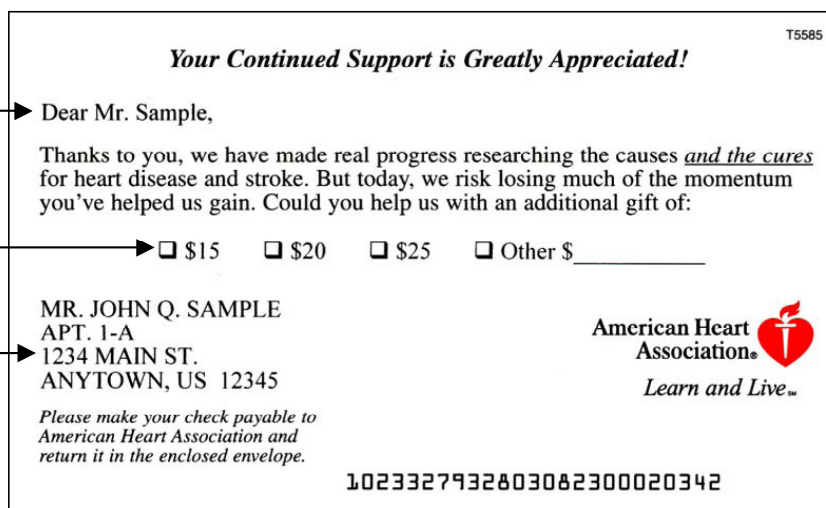 T5585
Your Continued Support is Greatly Appreciated!
Dear Mr. Sample,
Thanks to you, we have made real progress researching the causes and the cures
for heart disease and stroke. But today, we risk losing much of the momentum
you've helped us gain. Could you help us with an additional gift of:
❑ $15 ❑ $20 ❑ $25 ❑ Other $____________
MR. JOHN Q. SAMPLE
APT. 1-A
1234 MAIN ST.
ANYTOWN, US 12345
American Heart
Association®
Learn and Live℠
Please make your check payable to
American Heart Association and
return it in the enclosed envelope.
1023327932803082300020342